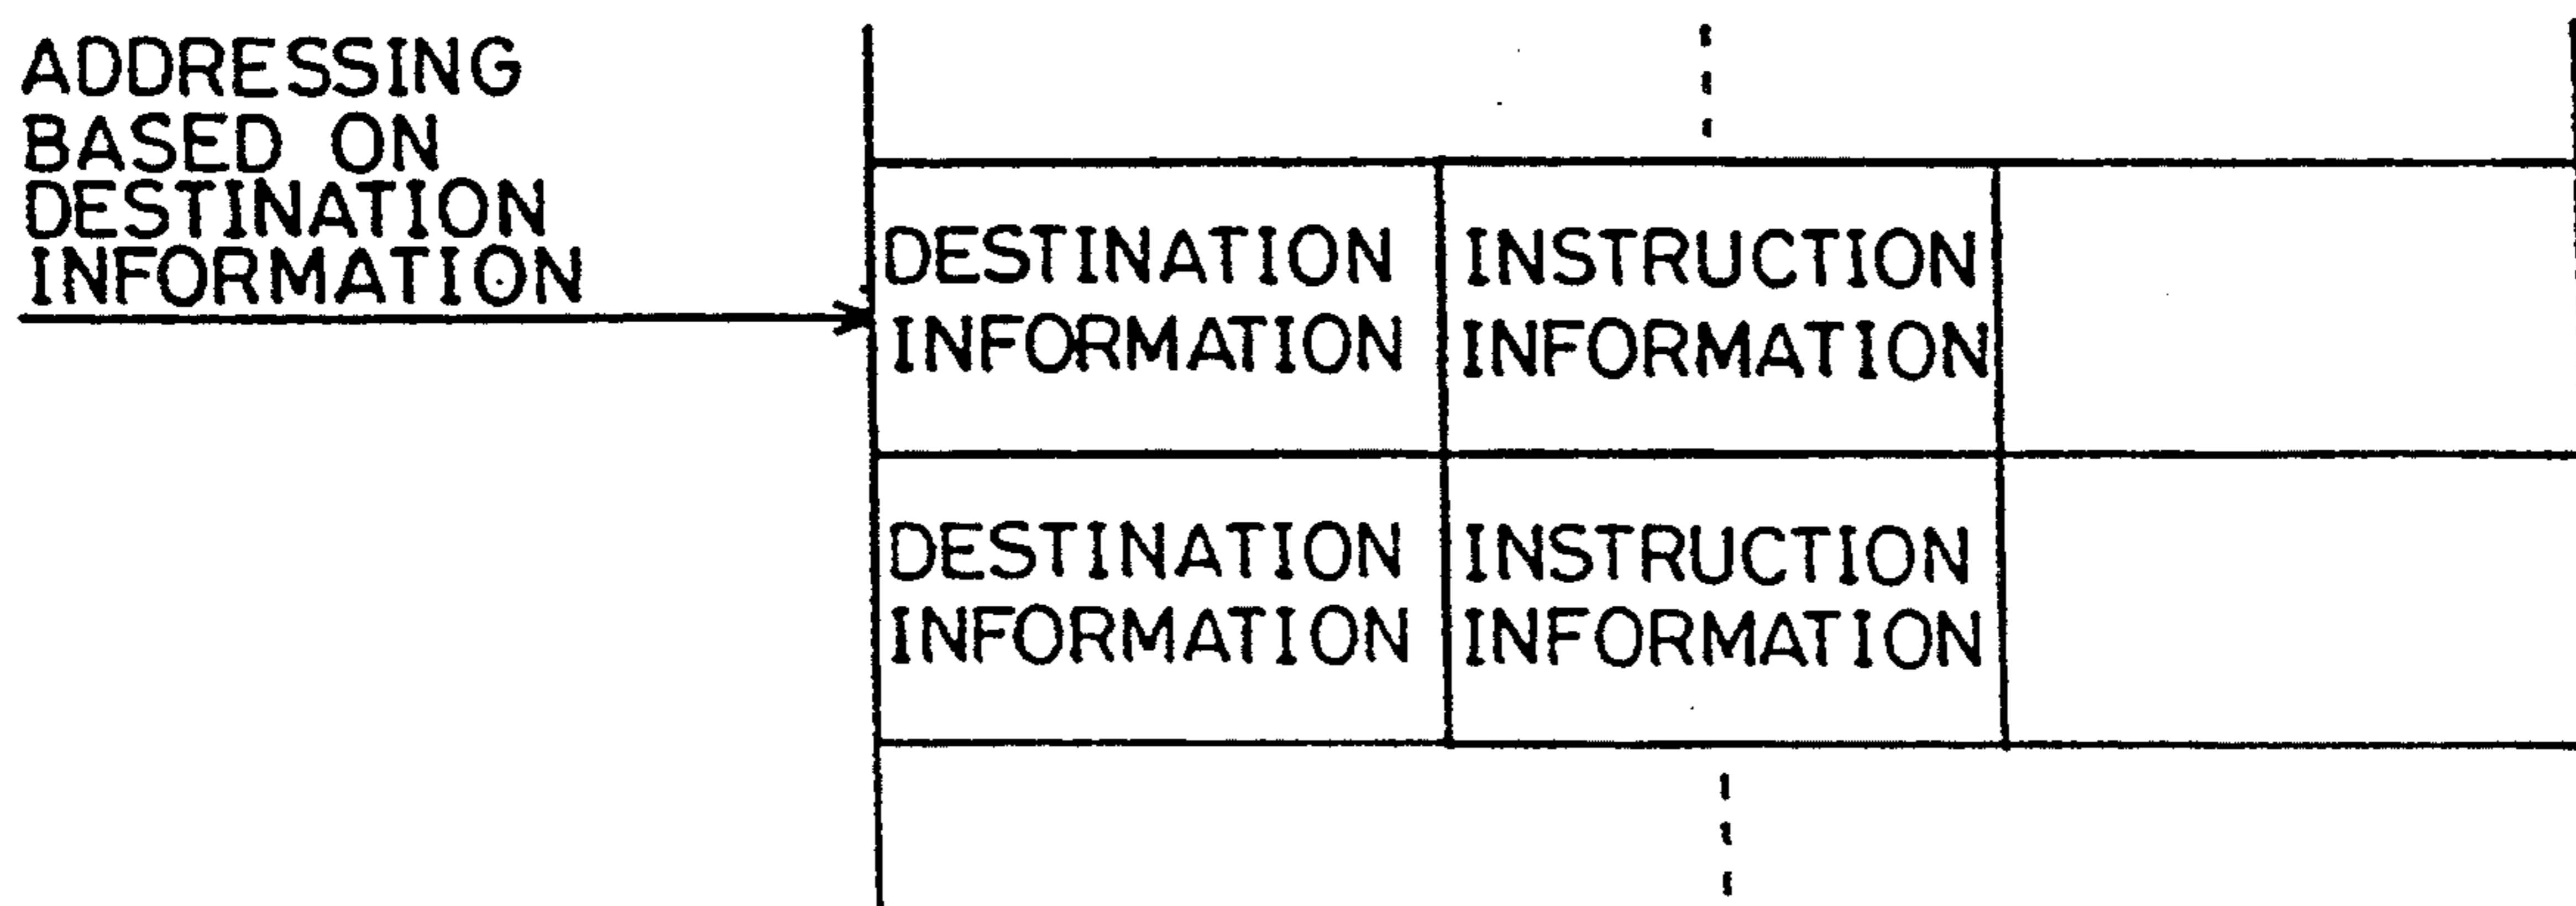 ADDRESSING
BASED ON
DESTINATION
INFORMATION
DESTINATION
INFORMATION
INSTRUCTION
INFORMATION
DESTINATION
INFORMATION
INSTRUCTION
INFORMATION